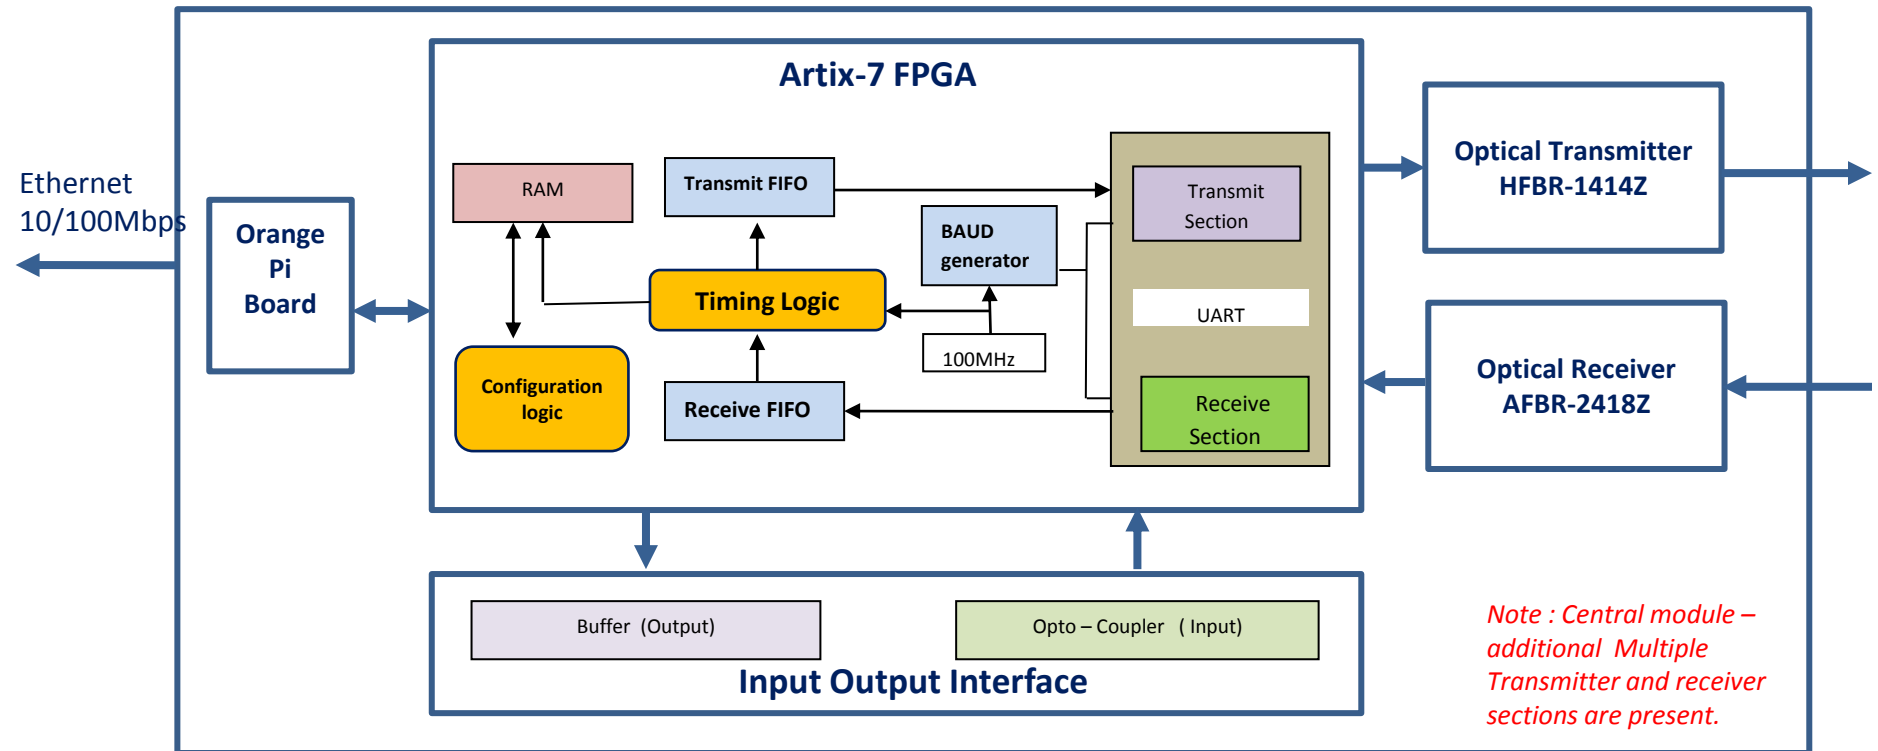 Artix-7 FPGA
Ethernet
10/100Mbps
Orange
Pi
Board
RAM
Transmit FIFO
Transmit
Section
BAUD
generator
Timing Logic
UART
100MHz
Configuration
logic
Receive FIFO
Receive
Section
Optical Transmitter
HFBR-1414Z
Optical Receiver
AFBR-2418Z
Buffer (Output)
Opto – Coupler ( Input)
Input Output Interface
Note : Central module –
additional Multiple
Transmitter and receiver
sections are present.